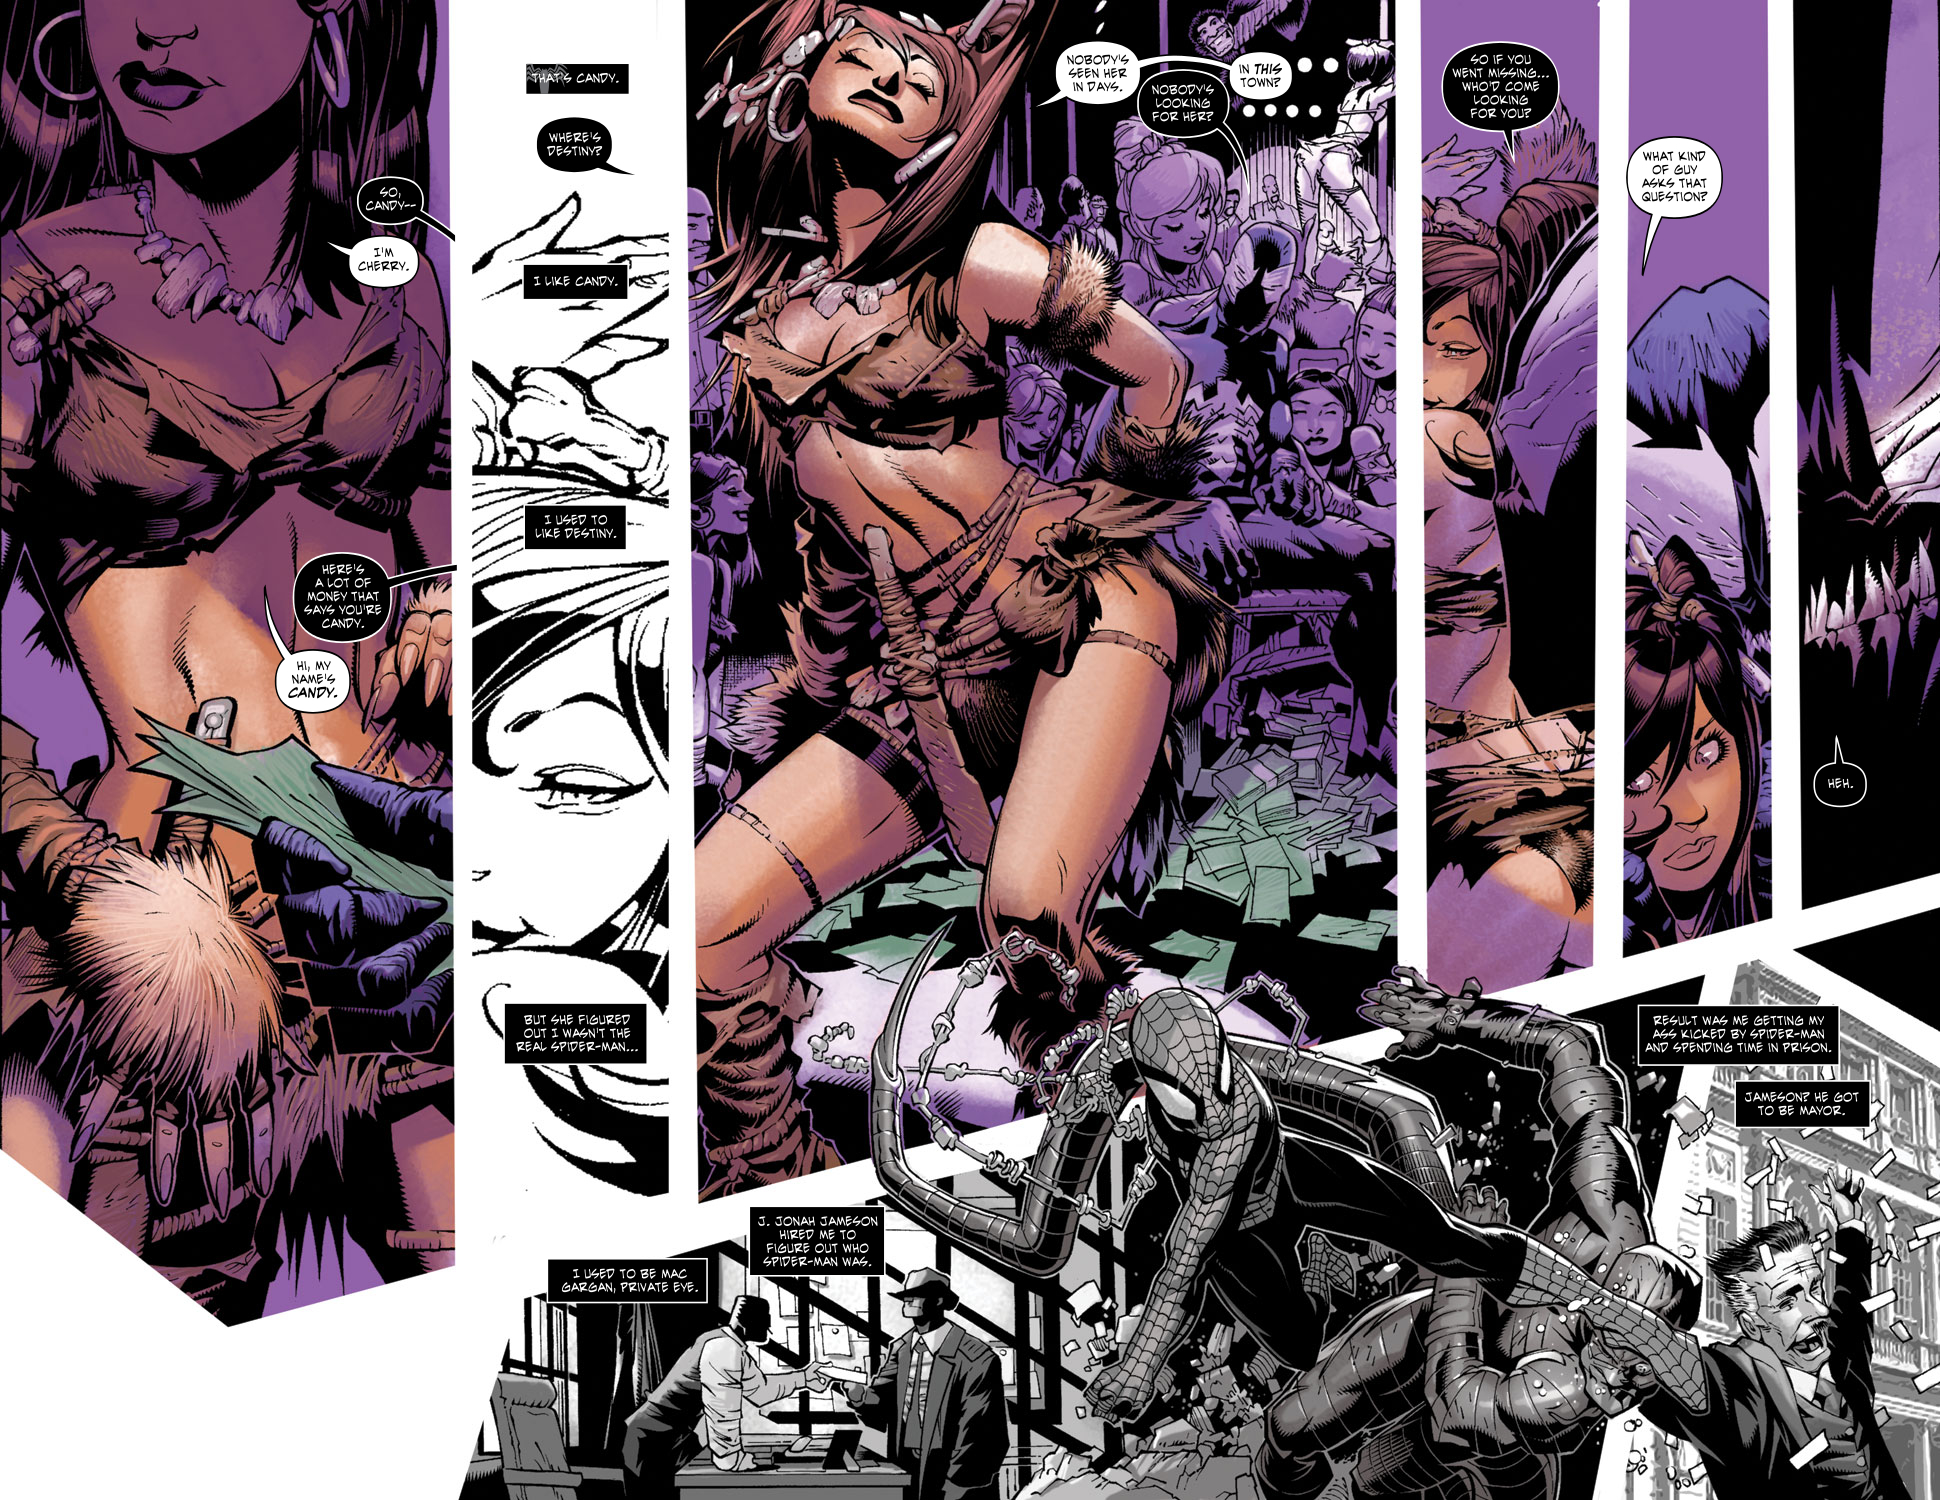 SO,
CANDY--
I'M
CHERRY.
HERE'S
A LOT OF
MONEY THAT
SAYS YOU'RE
CANDY.
HI, MY
NAME'S
CANDY.
THAT'S CANDY.
WHERE'S
DESTINY?
I LIKE CANDY.
I USED TO
LIKE DESTINY.
BUT SHE FIGURED
OUT I WASN'T THE
REAL SPIDER-MAN...
NOBODY'S
SEEN HER
IN DAYS.
NOBODY'S
LOOKING
FOR HER?
IN THIS
TOWN?
SO IF YOU
WENT MISSING...
WHO'D COME
LOOKING
FOR YOU?
WHAT KIND
OF GUY
ASKS THAT
QUESTION?
HEH.
I USED TO BE MAC
GARGAN, PRIVATE EYE.
J. JONAH JAMESON
HIRED ME TO
FIGURE OUT WHO
SPIDER-MAN WAS.
RESULT WAS ME GETTING MY
ASS KICKED BY SPIDER-MAN
AND SPENDING TIME IN PRISON.
JAMESON? HE GOT
TO BE MAYOR.